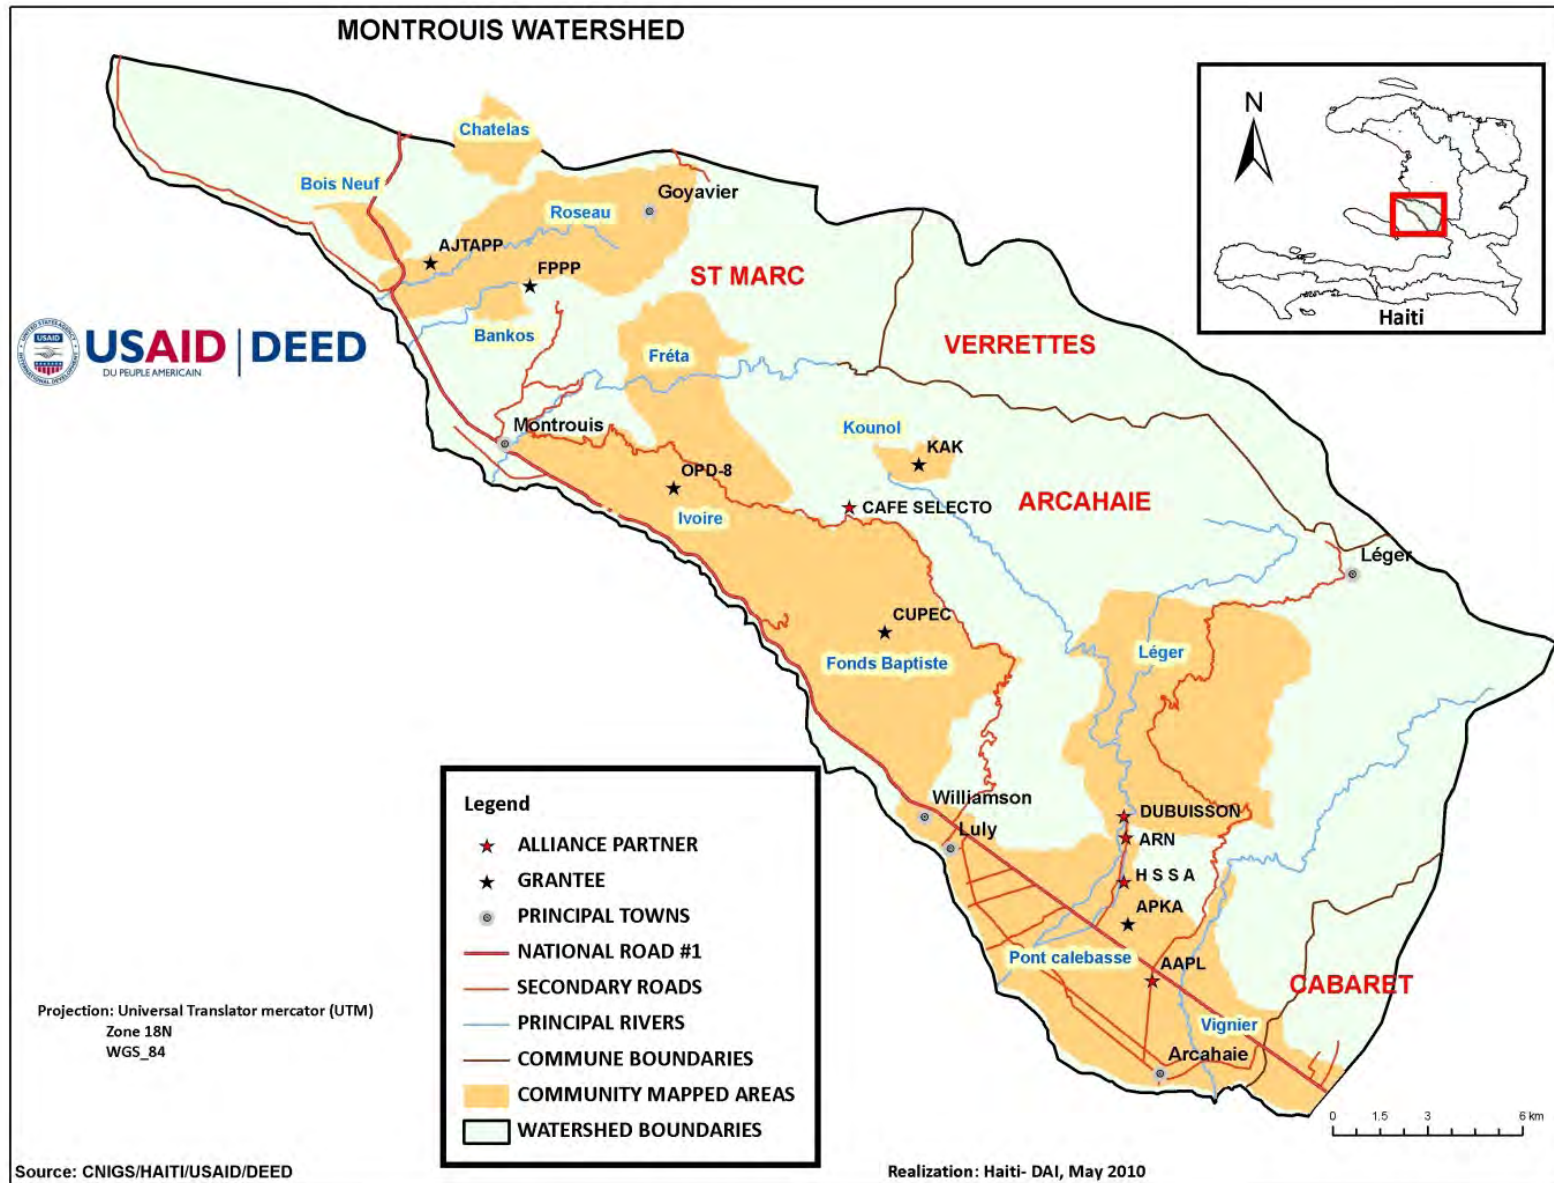 MONTROUIS WATERSHED
N
Haiti
Chatelas
Bois Neuf
Goyavier
Roseau
AJTAPP
FPPP
ST MARC
Bankos
VERRETTES
Fréta
USAID
USAID | DEED
DU PEUPLE AMERICAIN
Montrouis
Kounol
KAK
OPD-8
ARCAHAIE
CAFE SELECTO
Ivoire
Léger
CUPEC
Léger
Fonds Baptiste
Williamson
DUBUISSON
Luly
ARN
H S S A
APKA
Pont calebasse
AAPL
CABARET
Vignier
Arcahaie
Legend
ALLIANCE PARTNER
GRANTEE
PRINCIPAL TOWNS
NATIONAL ROAD #1
SECONDARY ROADS
PRINCIPAL RIVERS
COMMUNE BOUNDARIES
COMMUNITY MAPPED AREAS
WATERSHED BOUNDARIES
Projection: Universal Translator mercator (UTM)
Zone 18N
WGS_84
0 1.5 3 6 km
Source: CNIGS/HAITI/USAID/DEED
Realization: Haiti- DAI, May 2010